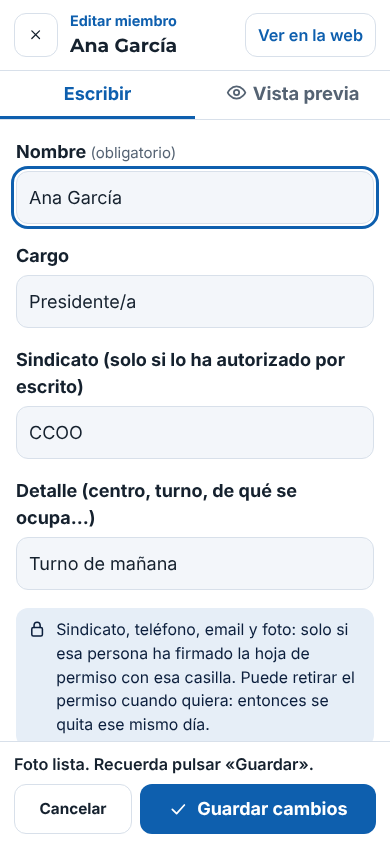 Editar miembro
Ana García
Ver en la web
Escribir
Vista previa
Nombre (obligatorio)
Ana García
Cargo
Presidente/a
Sindicato (solo si lo ha autorizado por
escrito)
CCOO
Detalle (centro, turno, de qué se
ocupa...)
Turno de mañana
Sindicato, teléfono, email y foto: solo si
esa persona ha firmado la hoja de
permiso con esa casilla. Puede retirar el
permiso cuando quiera: entonces se
quita ese mismo día.
Foto lista. Recuerda pulsar «Guardar».
Cancelar
Guardar cambios